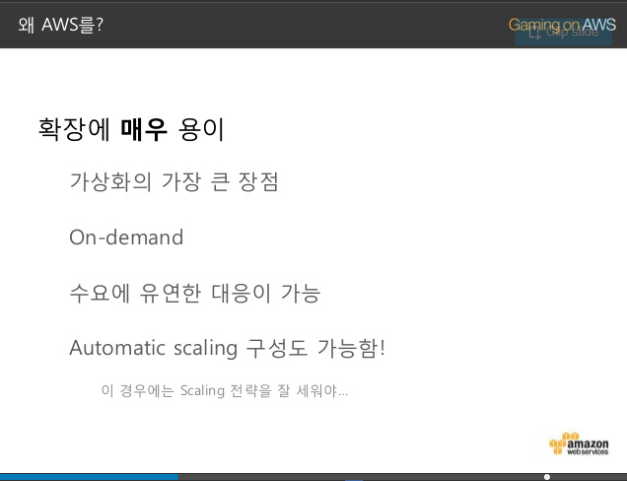 왜 AWS를?
Gaming on AWS
Clip slide
확장에 매우 용이
가상화의 가장 큰 장점
On-demand
수요에 유연한 대응이 가능
Automatic scaling 구성도 가능함!
이 경우에는 Scaling 전략을 잘 세워야...
amazon
web services